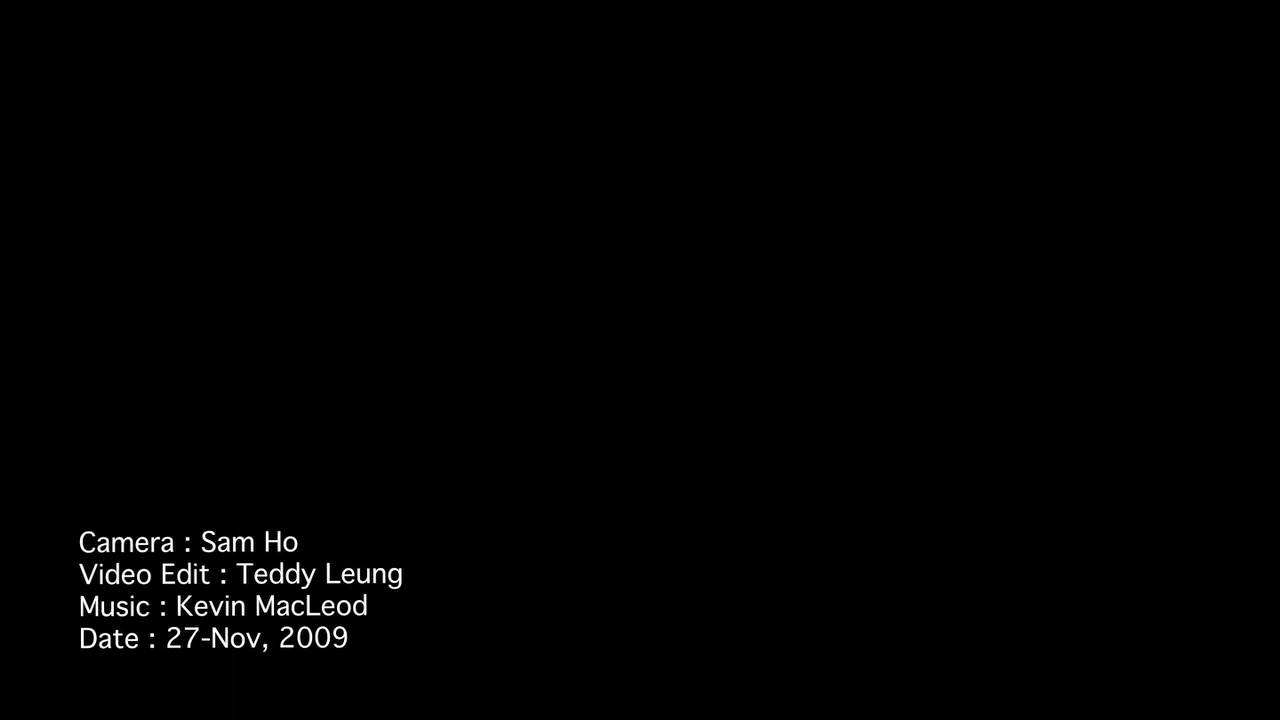 Camera : Sam Ho
Video Edit : Teddy Leung
Music : Kevin MacLeod
Date : 27-Nov, 2009